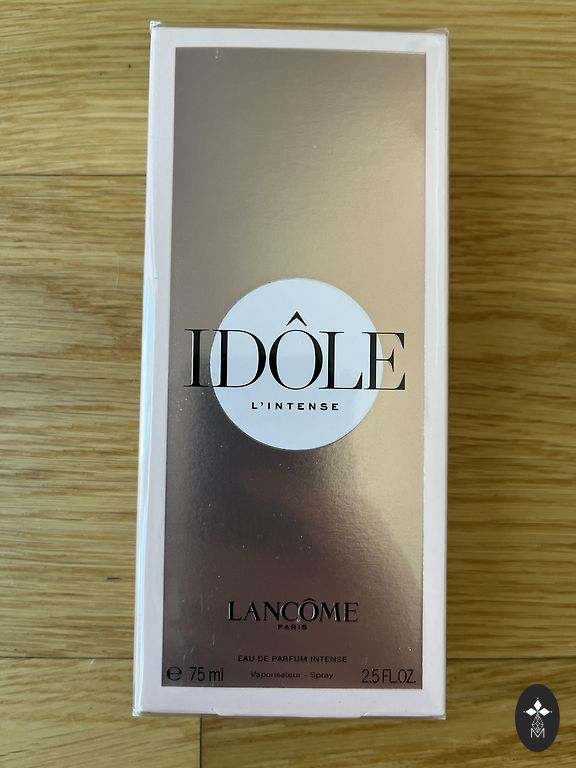 IDÔLE
L'INTENSE
LANCÔME
PARIS
EAU DE PARFUM INTENSE
℮ 75 ml Vaporisateur - Spray 2.5 FL.OZ.